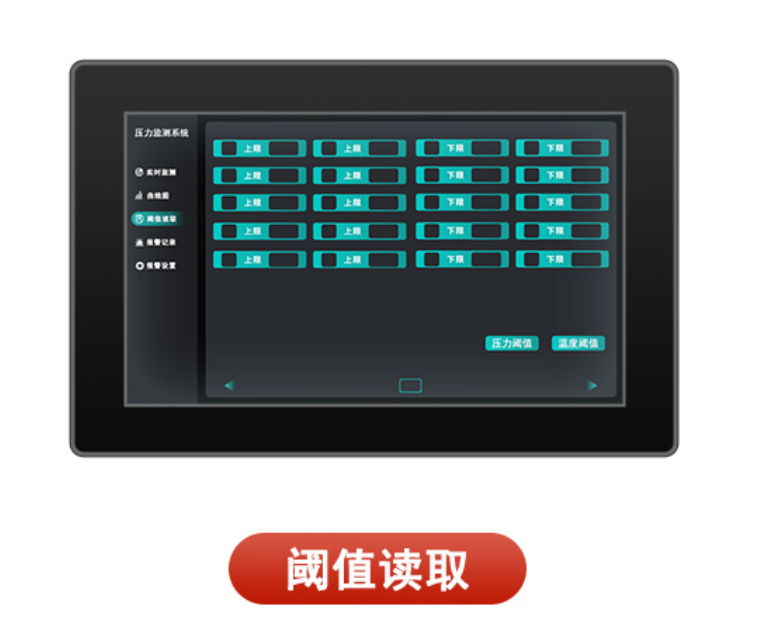 压力监测系统
实时监测
曲线图
阈值读取
报警记录
报警设置
上限 上限 下限 下限
上限 上限 下限 下限
上限 上限 下限 下限
上限 上限 下限 下限
上限 上限 下限 下限
压力阈值 温度阈值
阈值读取